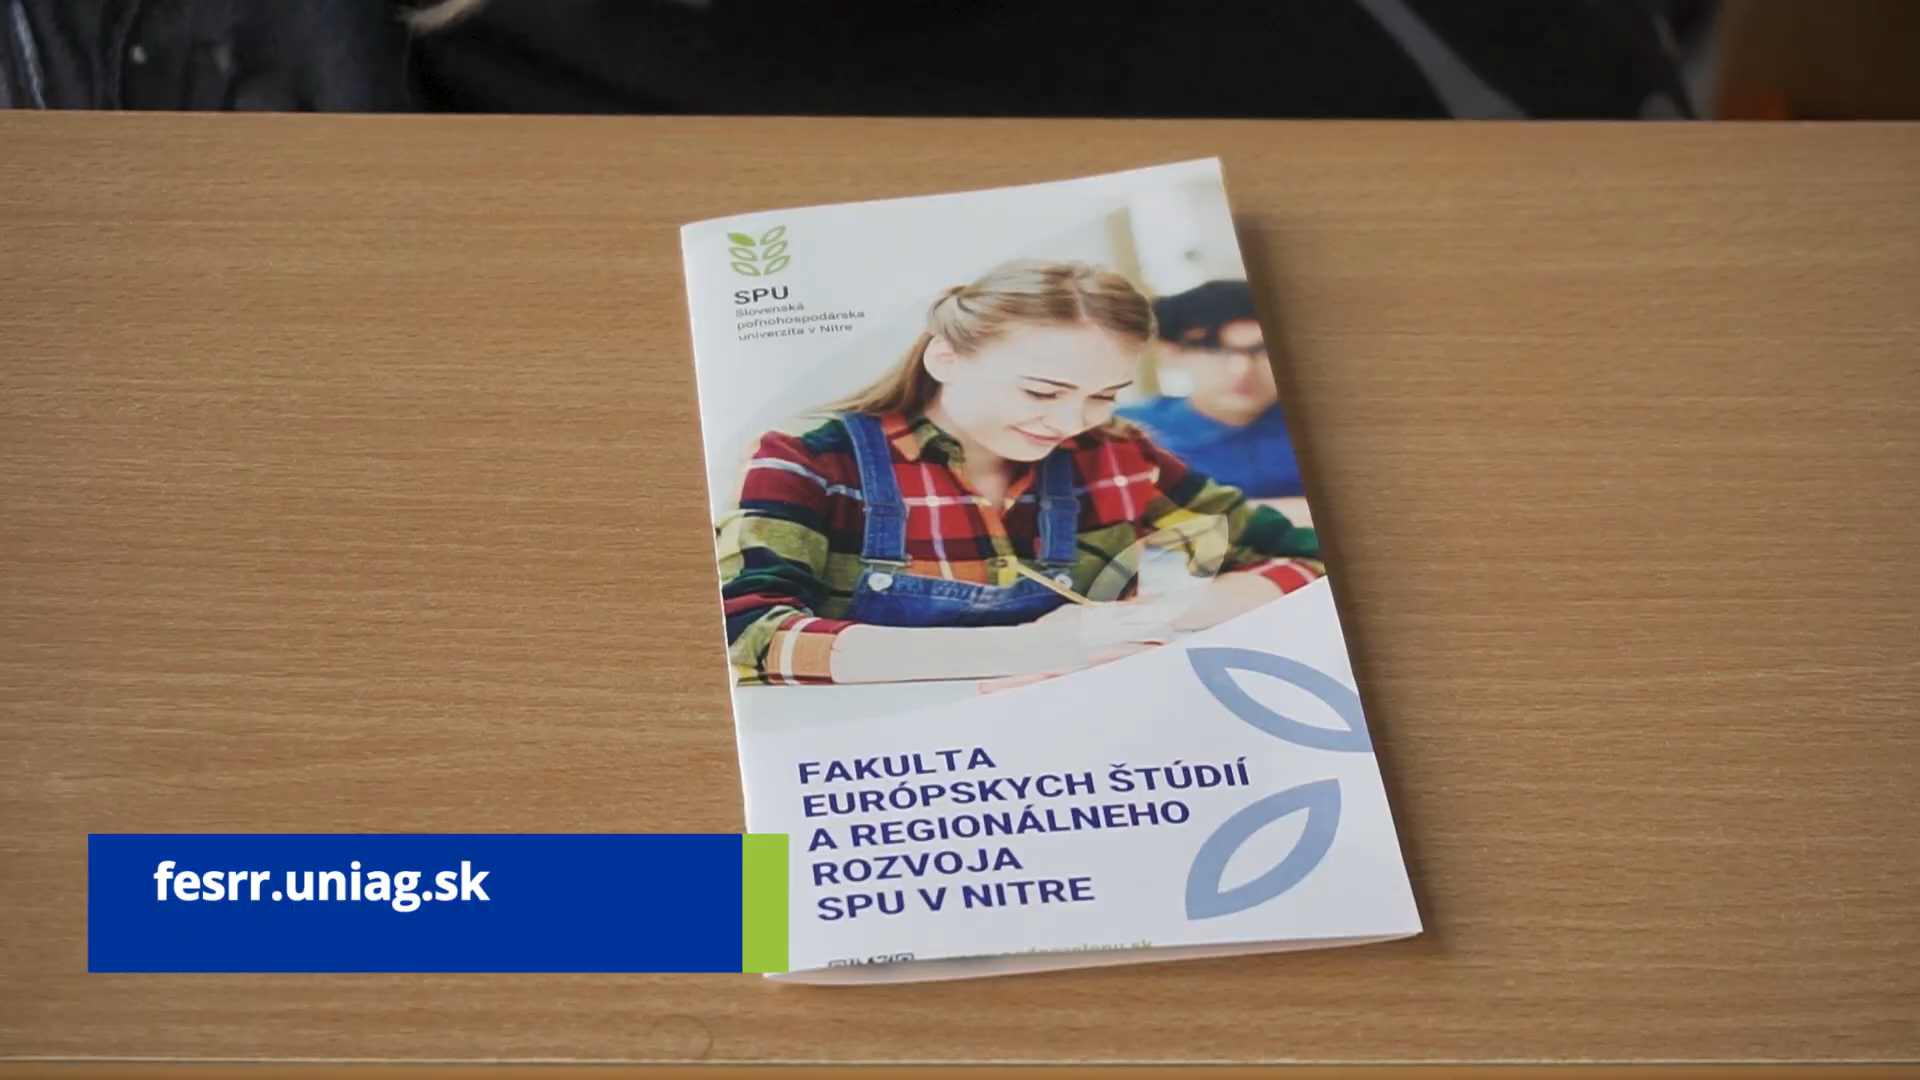 SPU
Slovenská
poľnohospodárska
univerzita v Nitre
FAKULTA
EURÓPSKYCH ŠTÚDIÍ
A REGIONÁLNEHO
ROZVOJA
SPU V NITRE
fesrr.uniag.sk